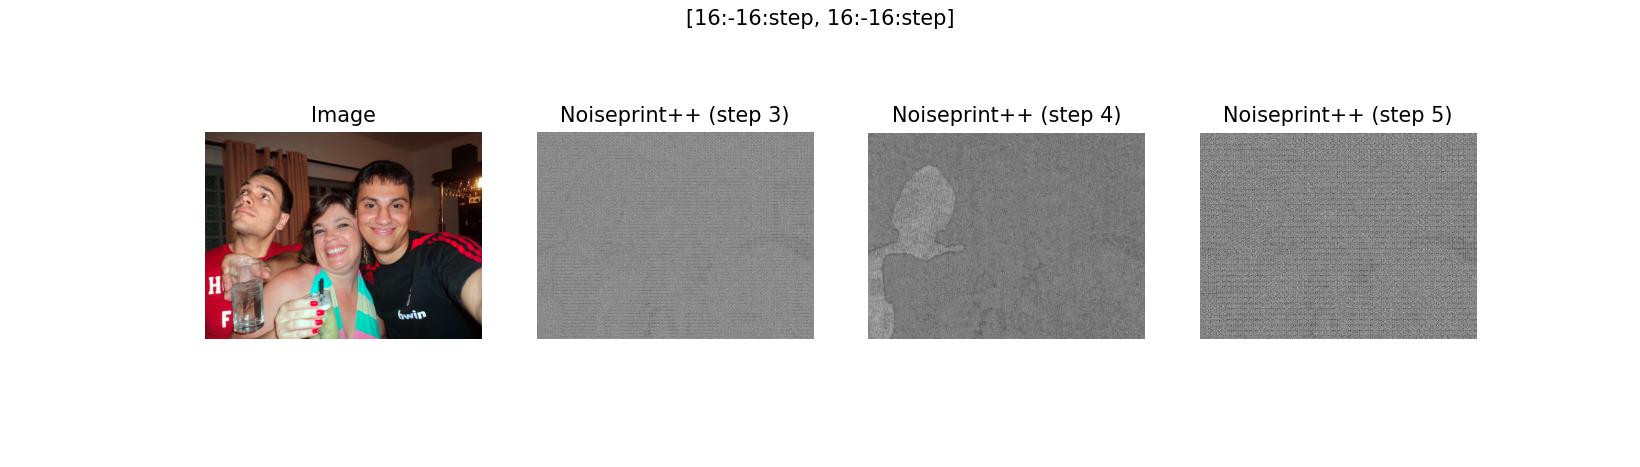 [16:-16:step, 16:-16:step]
Image
Noiseprint++ (step 3)
Noiseprint++ (step 4)
Noiseprint++ (step 5)
H
F
bwin